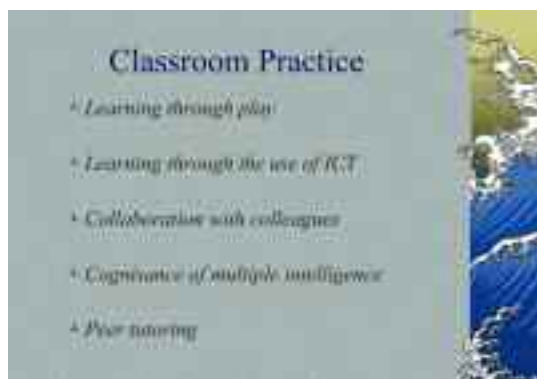 Classroom Practice
Learning through play
Learning through the use of ICT
Collaboration with colleagues
Cognisance of multiple intelligence
Peer tutoring